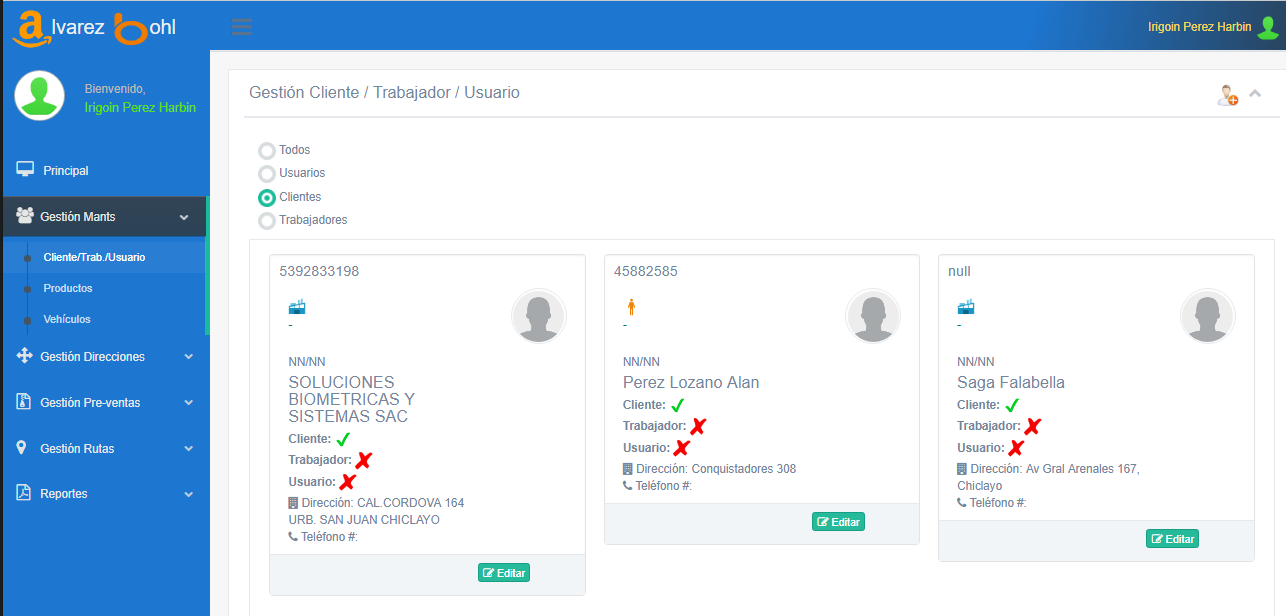 a lvarez b ohl
Irigoin Perez Harbin
Bienvenido,
Irigoin Perez Harbin
Principal
Gestión Mants
Cliente/Trab./Usuario
Productos
Vehículos
Gestión Direcciones
Gestión Pre-ventas
Gestión Rutas
Reportes
Gestión Cliente / Trabajador / Usuario
Todos
Usuarios
Clientes
Trabajadores
5392833198
-
NN/NN
SOLUCIONES
BIOMETRICAS Y
SISTEMAS SAC
Cliente:
Trabajador:
Usuario:
Dirección: CAL.CORDOVA 164
URB. SAN JUAN CHICLAYO
Teléfono #:
Editar
45882585
-
NN/NN
Perez Lozano Alan
Cliente:
Trabajador:
Usuario:
Dirección: Conquistadores 308
Teléfono #:
Editar
null
-
NN/NN
Saga Falabella
Cliente:
Trabajador:
Usuario:
Dirección: Av Gral Arenales 167,
Chiclayo
Teléfono #:
Editar